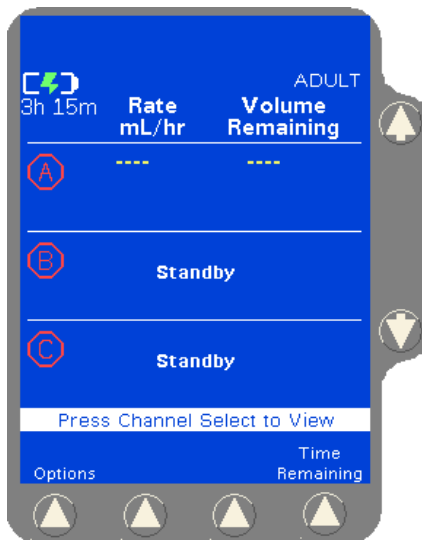 ADULT
3h 15m Rate Volume
mL/hr Remaining
A ---- ----
B Standby
C Standby
Press Channel Select to View
Time
Options Remaining